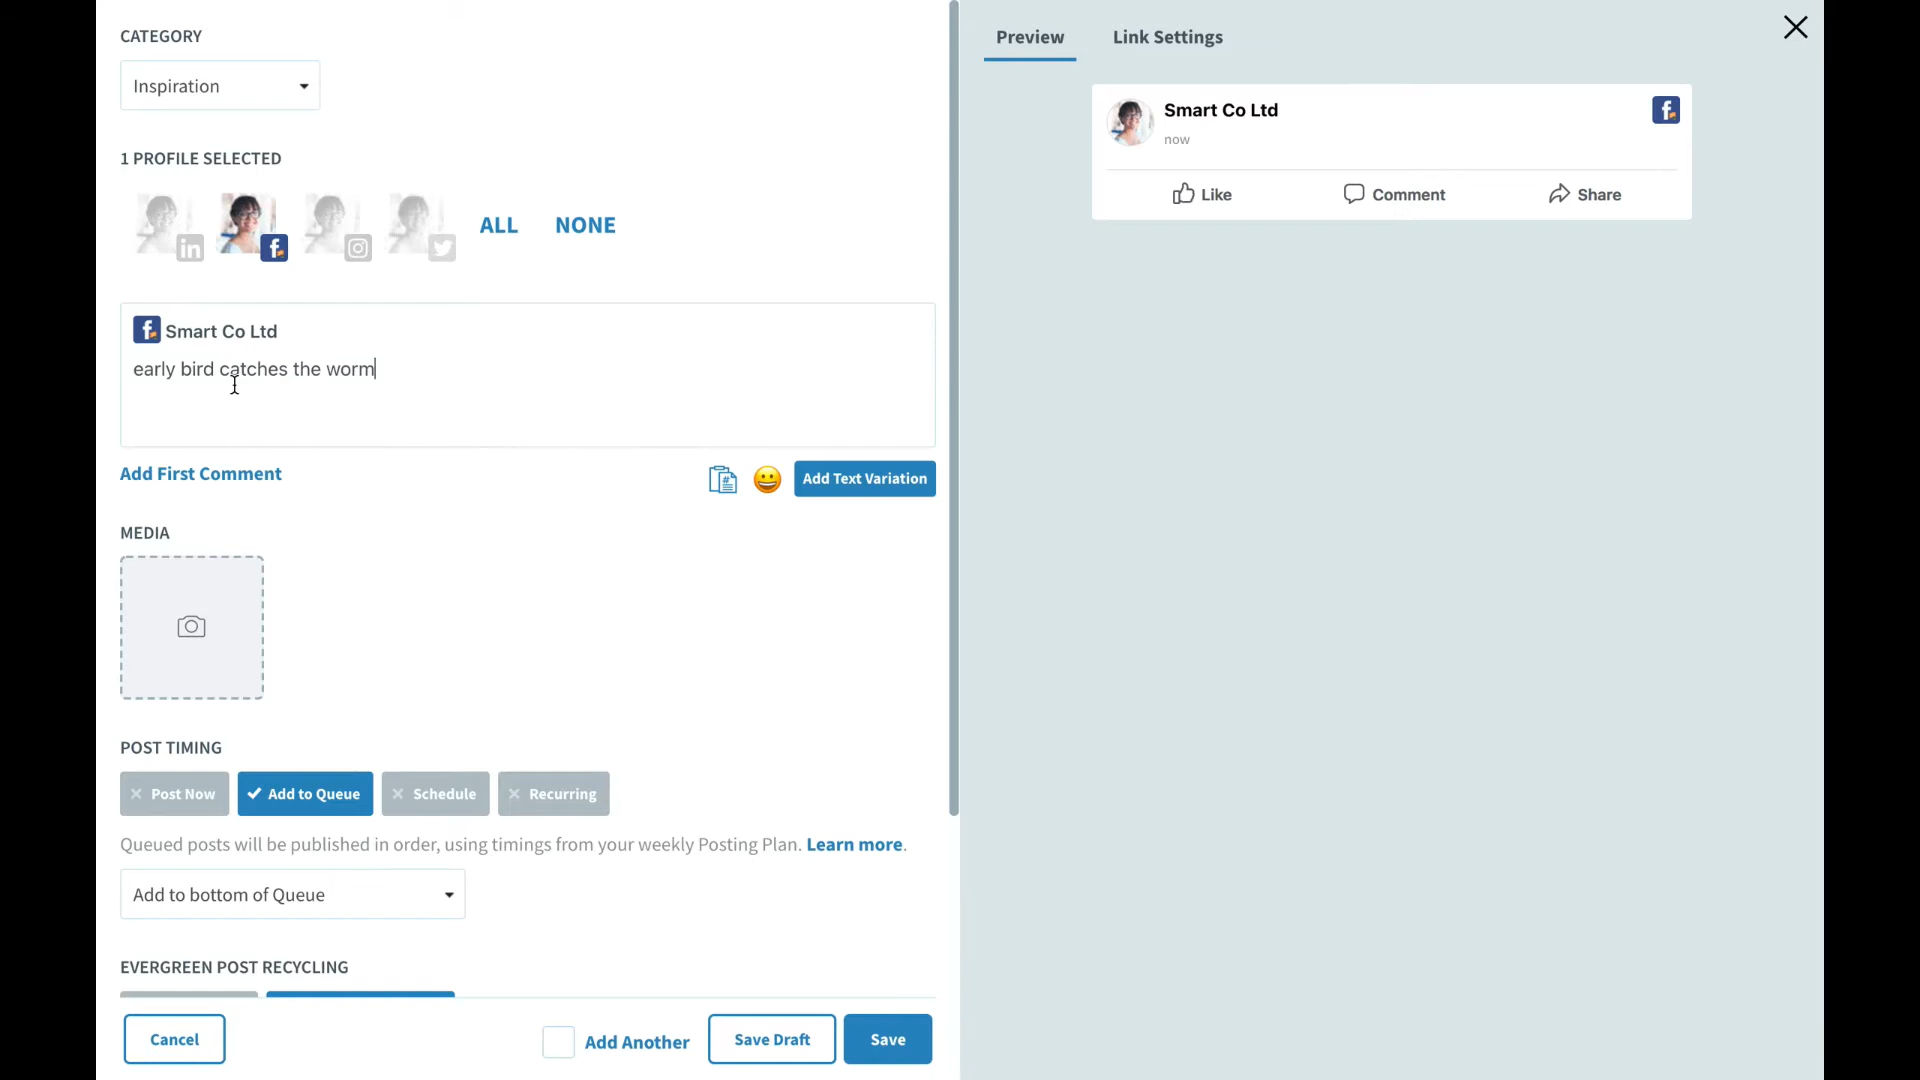 CATEGORY
Inspiration
1 PROFILE SELECTED
ALL NONE
Smart Co Ltd
early bird catches the worm
Add First Comment
Add Text Variation
MEDIA
POST TIMING
Post Now
Add to Queue
Schedule
Recurring
Queued posts will be published in order, using timings from your weekly Posting Plan. Learn more.
Add to bottom of Queue
EVERGREEN POST RECYCLING
Cancel
Add Another
Save Draft
Save
Preview
Link Settings
Smart Co Ltd
now
Like
Comment
Share